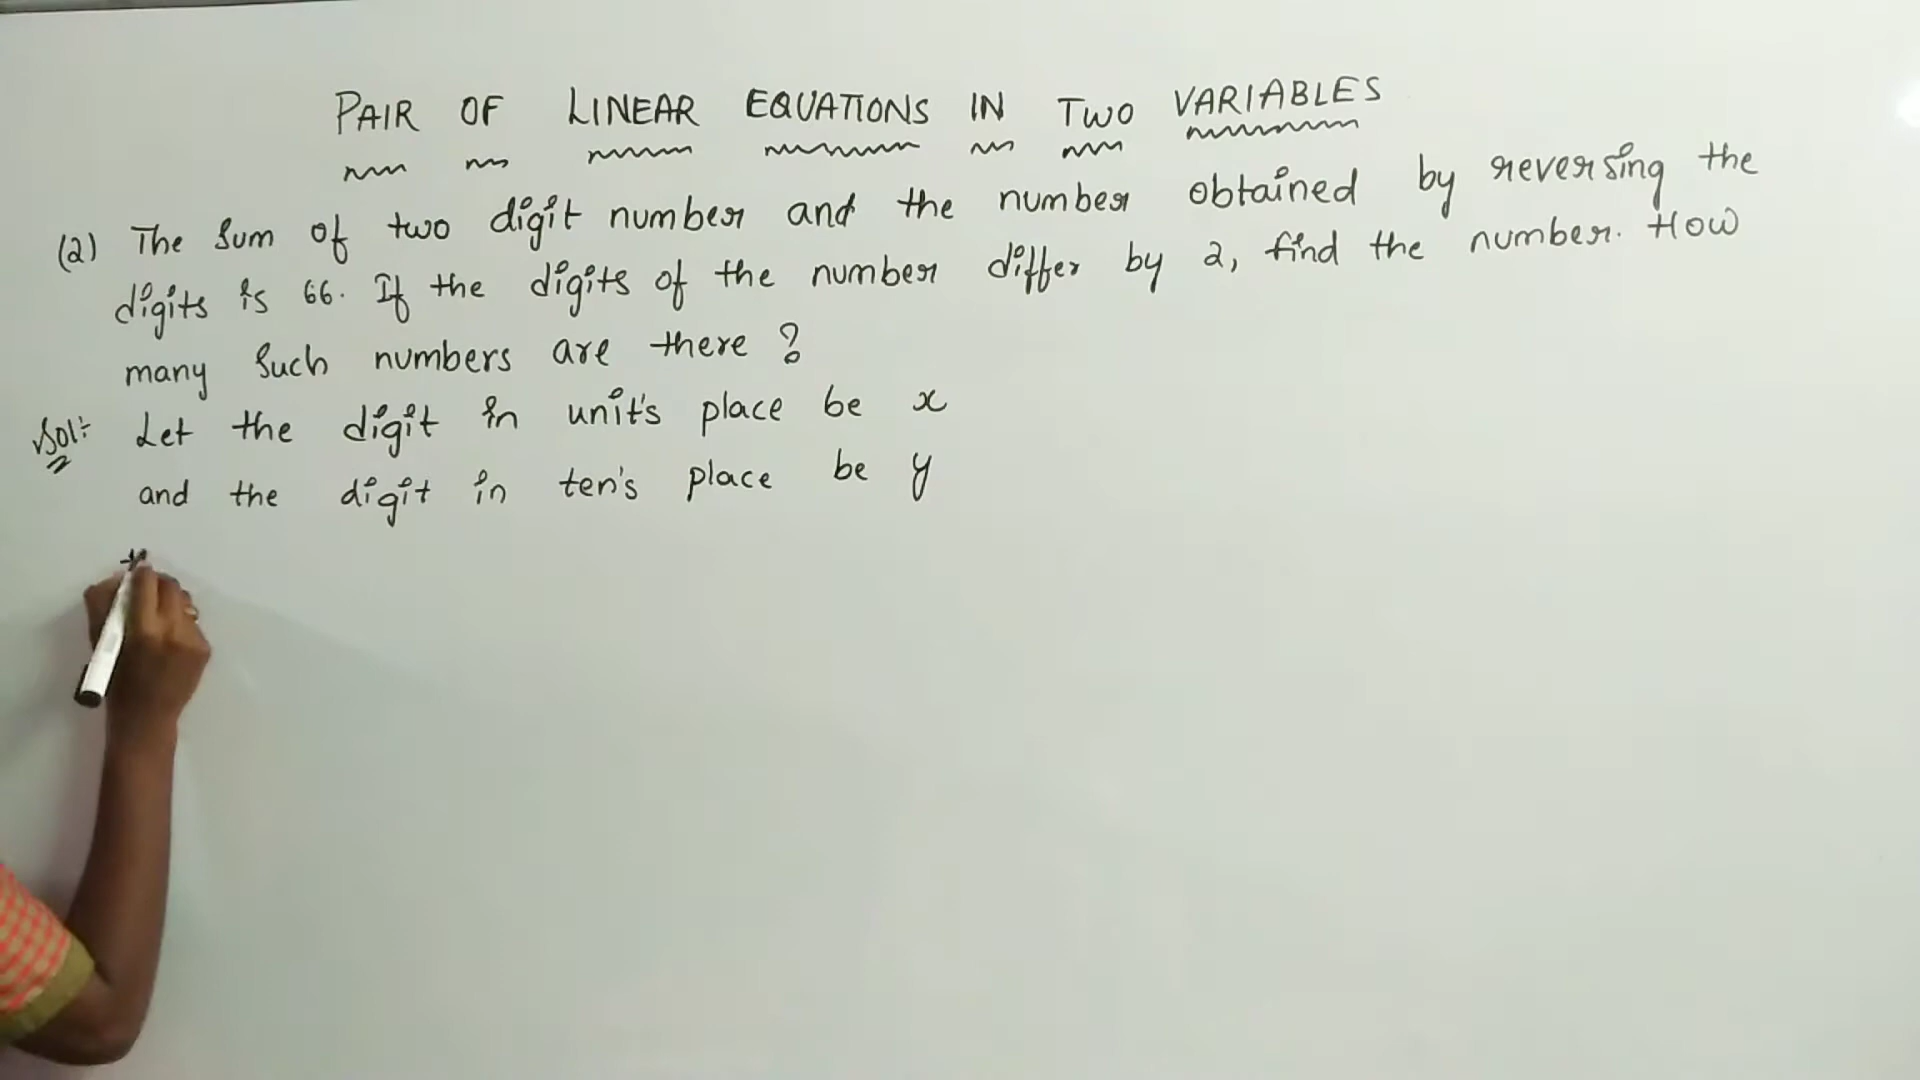 PAIR OF LINEAR EQUATIONS IN TWO VARIABLES
(2) The Sum of two digit number and the number obtained by reversing the
digits is 66. If the digits of the number differ by 2, find the number. How
many Such numbers are there ?
Sol:- Let the digit in unit's place be x
and the digit in ten's place be y